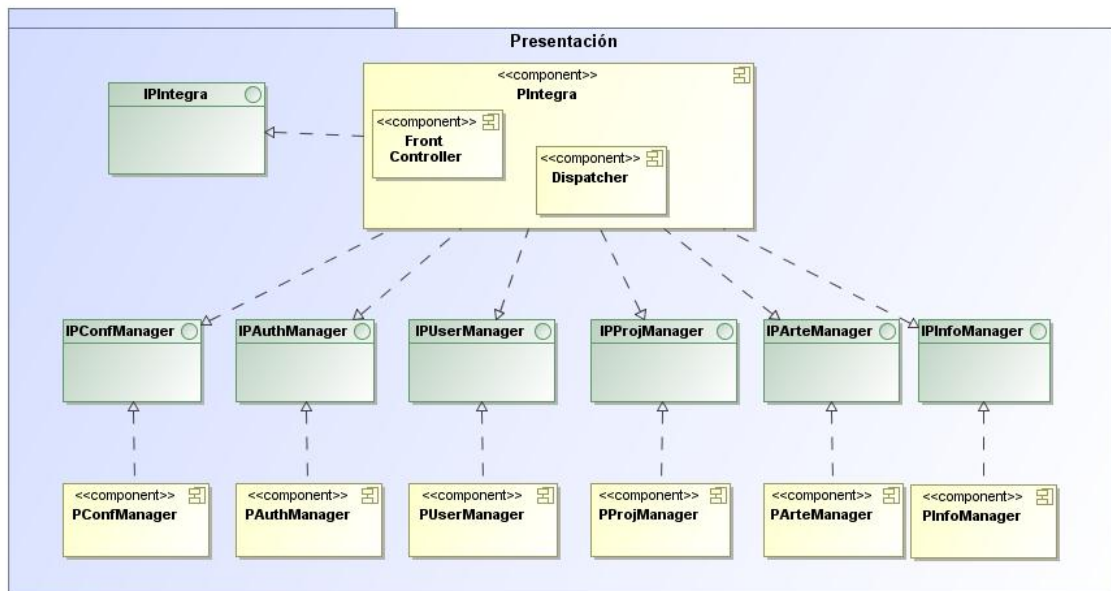 Presentación
<<component>>
PIntegra
IPIntegra
<<component>>
Front
Controller
<<component>>
Dispatcher
IPConfManager
IPAuthManager
IPUserManager
IPProjManager
IPArteManager
IPInfoManager
<<component>>
PConfManager
<<component>>
PAuthManager
<<component>>
PUserManager
<<component>>
PProjManager
<<component>>
PArteManager
<<component>>
PInfoManager